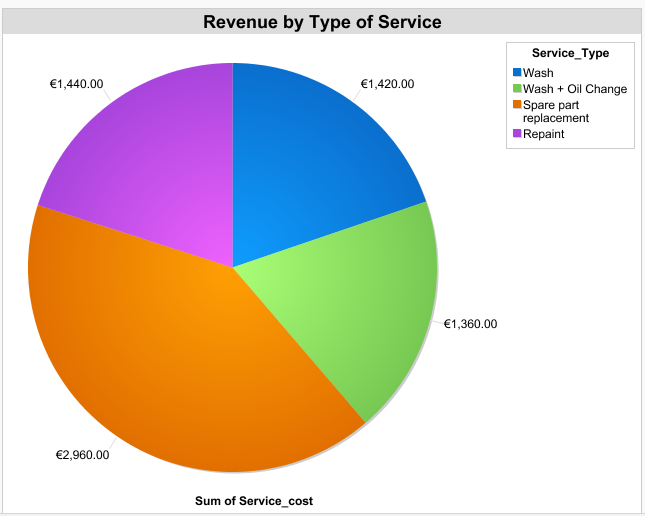 Revenue by Type of Service
Service_Type
Wash
Wash + Oil Change
Spare part
replacement
Repaint
€1,440.00
€1,420.00
€1,360.00
€2,960.00
Sum of Service_cost